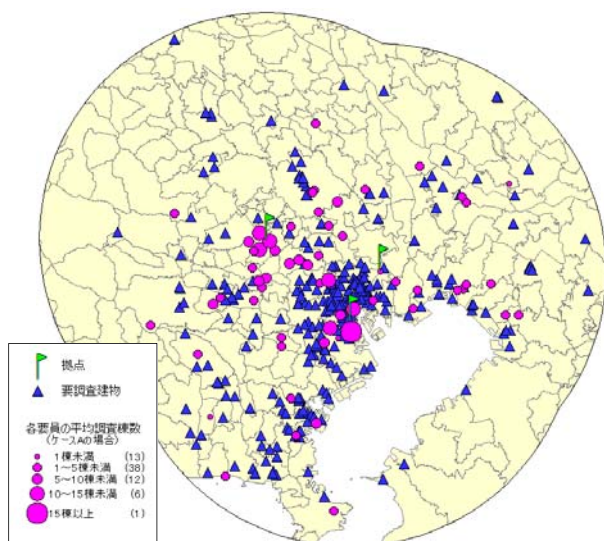 拠点
要調査建物
各要員の平均調査棟数
(ケースAの場合)
1棟未満 (13)
1～5棟未満 (38)
5～10棟未満 (12)
10～15棟未満 (6)
15棟以上 (1)